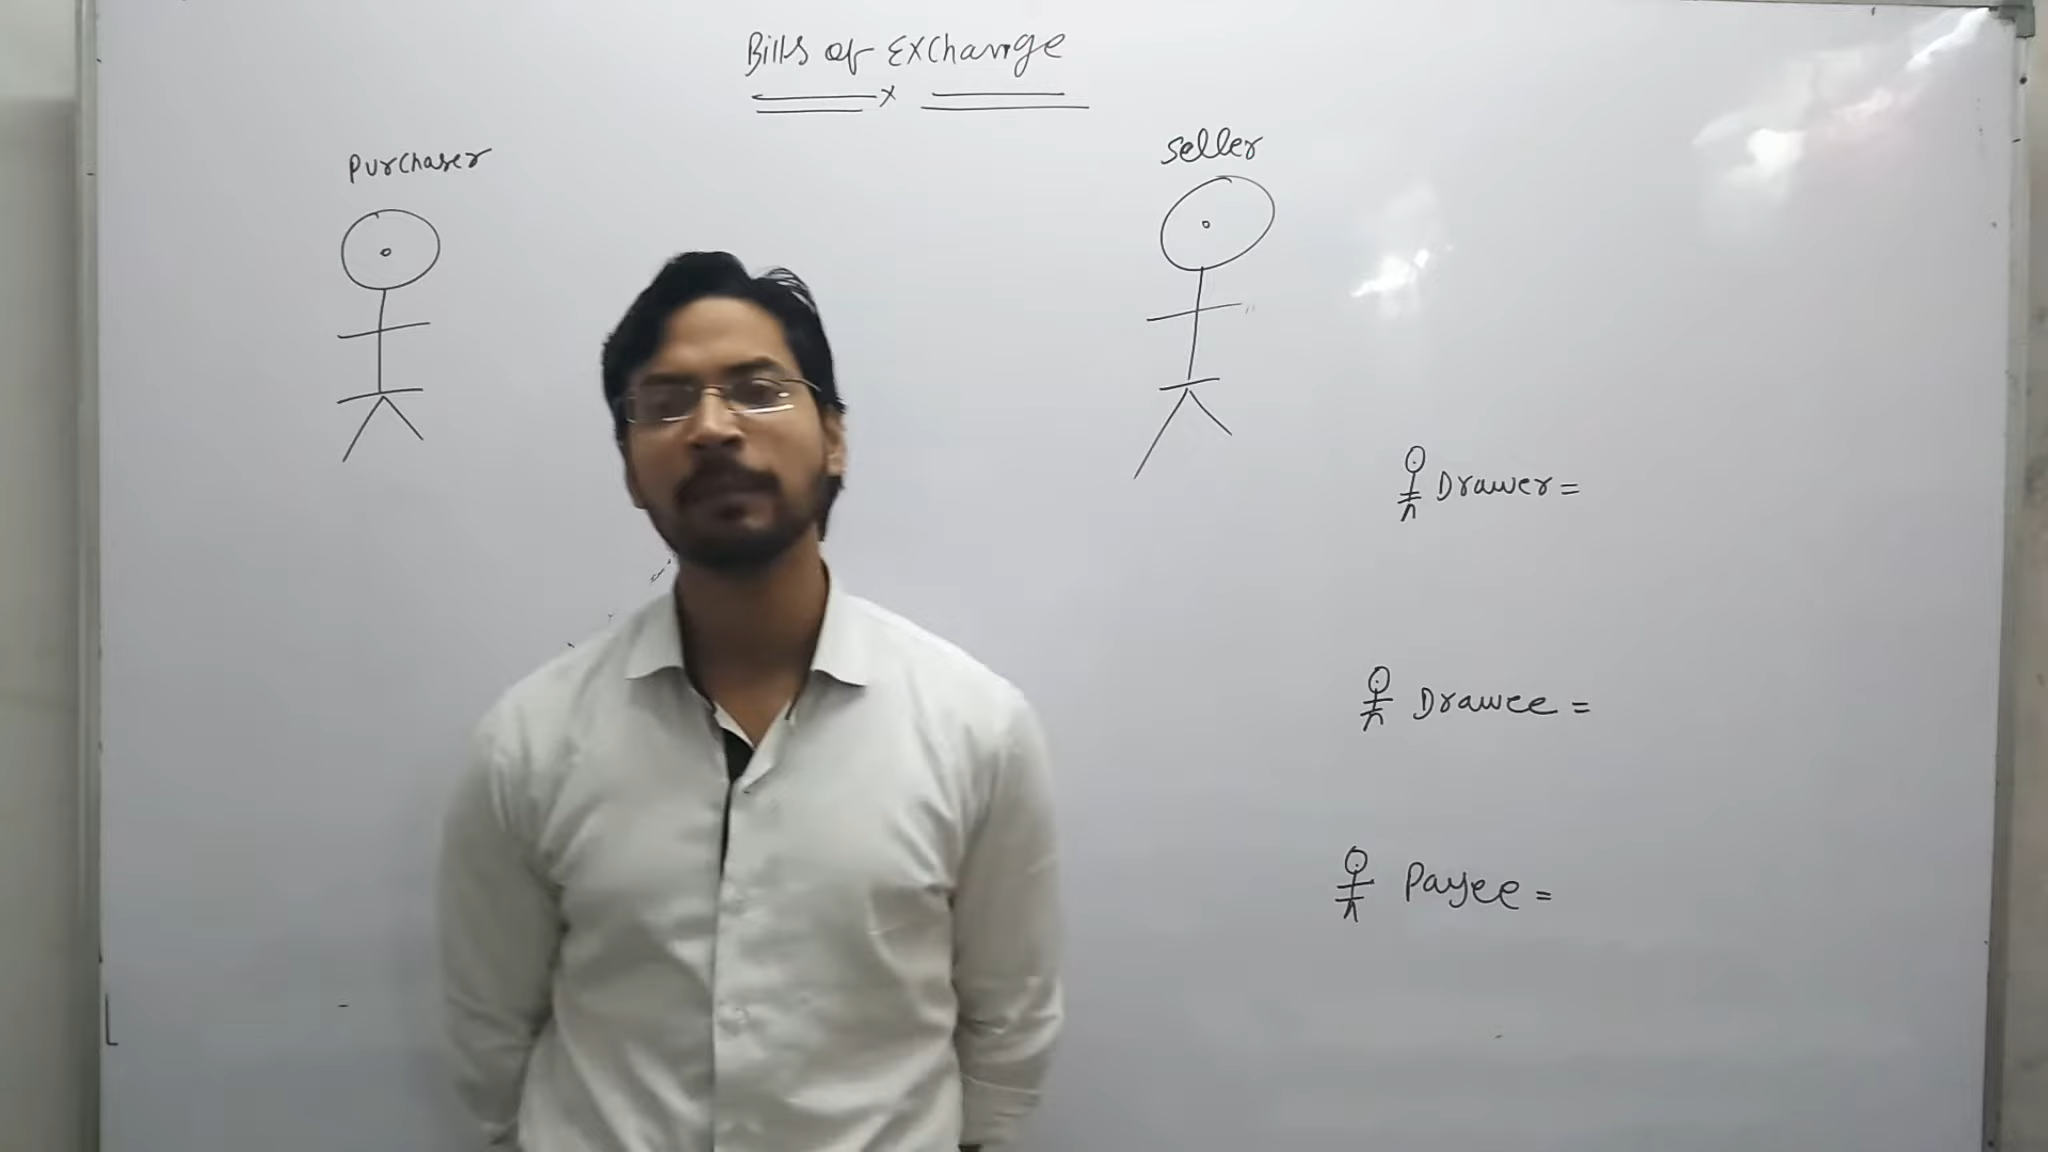 Bills of Exchange
Purchaser
Seller
Drawer =
Drawee =
Payee =